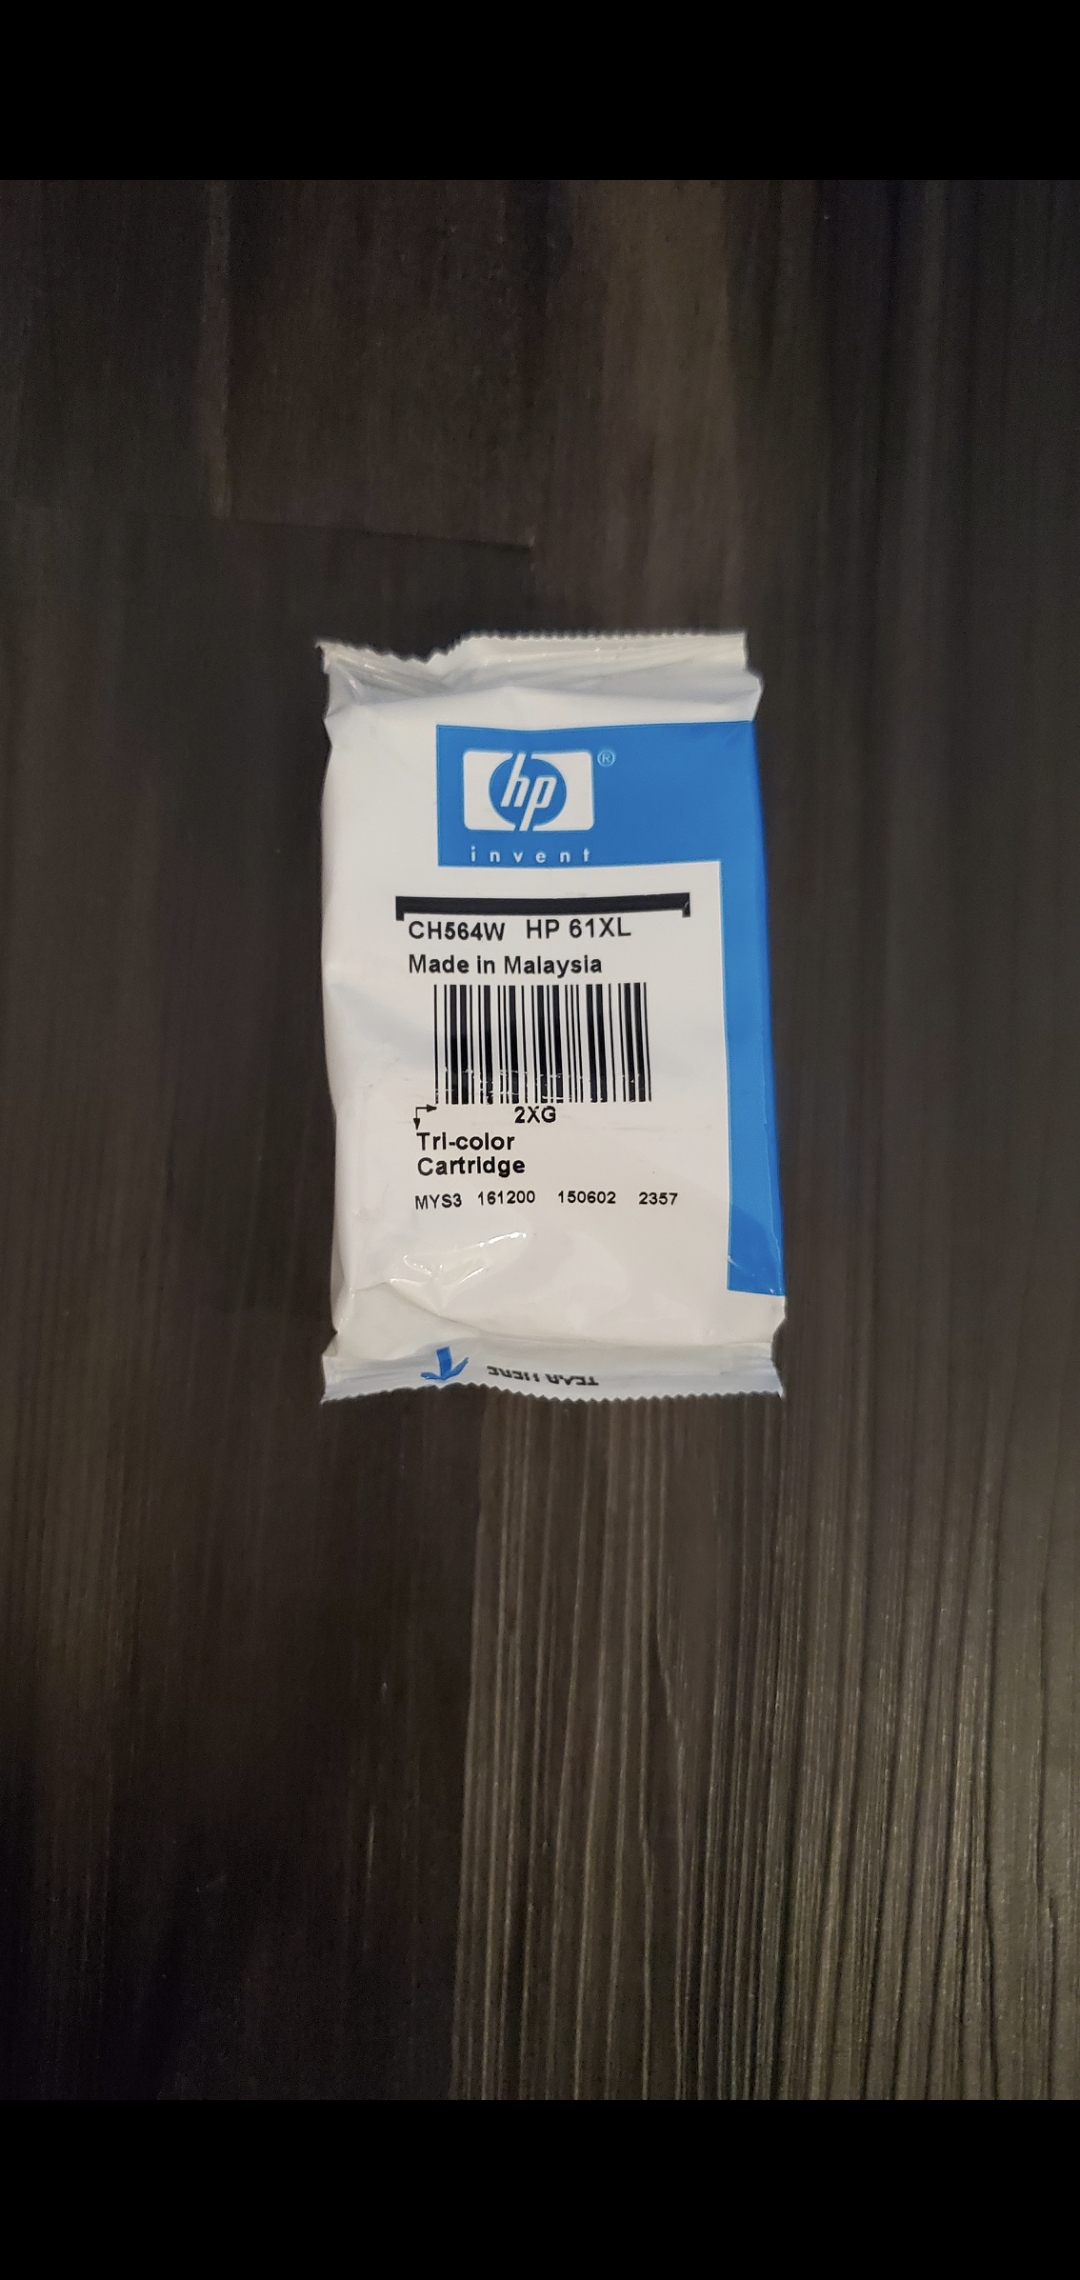 hp ®
invent
CH564W HP 61XL
Made in Malaysia
2XG
Tri-color
Cartridge
MYS3 161200 150602 2357
TEAR HERE